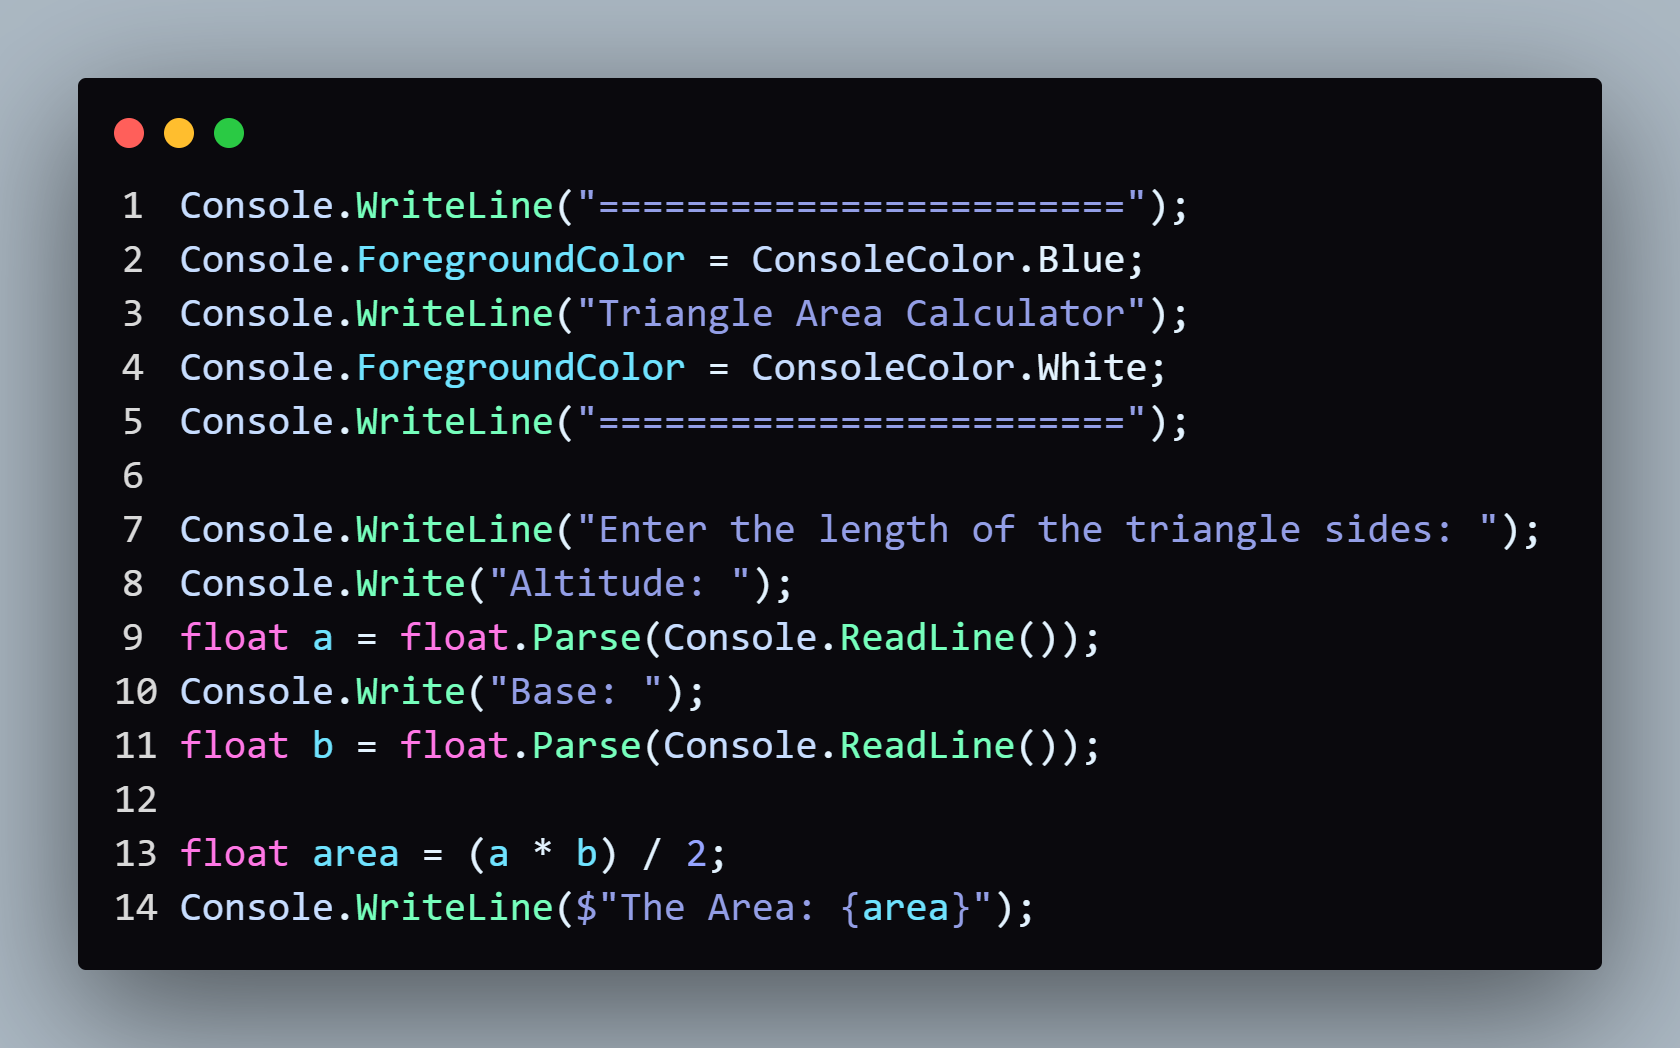 1 Console.WriteLine("========================");
2 Console.ForegroundColor = ConsoleColor.Blue;
3 Console.WriteLine("Triangle Area Calculator");
4 Console.ForegroundColor = ConsoleColor.White;
5 Console.WriteLine("========================");
6
7 Console.WriteLine("Enter the length of the triangle sides: ");
8 Console.Write("Altitude: ");
9 float a = float.Parse(Console.ReadLine());
10 Console.Write("Base: ");
11 float b = float.Parse(Console.ReadLine());
12
13 float area = (a * b) / 2;
14 Console.WriteLine($"The Area: {area}");